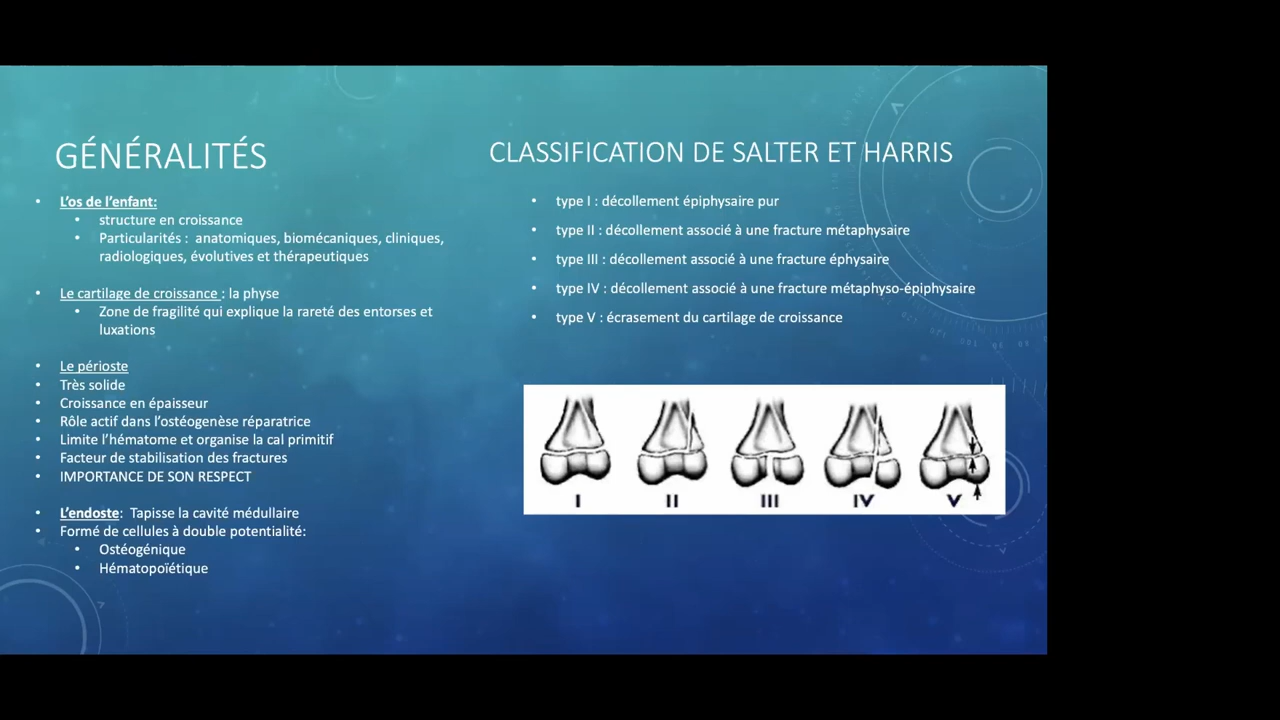 GÉNÉRALITÉS
• L'os de l'enfant:
• structure en croissance
• Particularités : anatomiques, biomécaniques, cliniques,
radiologiques, évolutives et thérapeutiques
• Le cartilage de croissance : la physe
• Zone de fragilité qui explique la rareté des entorses et
luxations
• Le périoste
• Très solide
• Croissance en épaisseur
• Rôle actif dans l'ostéogenèse réparatrice
• Limite l'hématome et organise la cal primitif
• Facteur de stabilisation des fractures
• IMPORTANCE DE SON RESPECT
• L'endoste: Tapisse la cavité médullaire
• Formé de cellules à double potentialité:
• Ostéogénique
• Hématopoïétique
CLASSIFICATION DE SALTER ET HARRIS
• type I : décollement épiphysaire pur
• type II : décollement associé à une fracture métaphysaire
• type III : décollement associé à une fracture éphysaire
• type IV : décollement associé à une fracture métaphyso-épiphysaire
• type V : écrasement du cartilage de croissance
I II III IV V